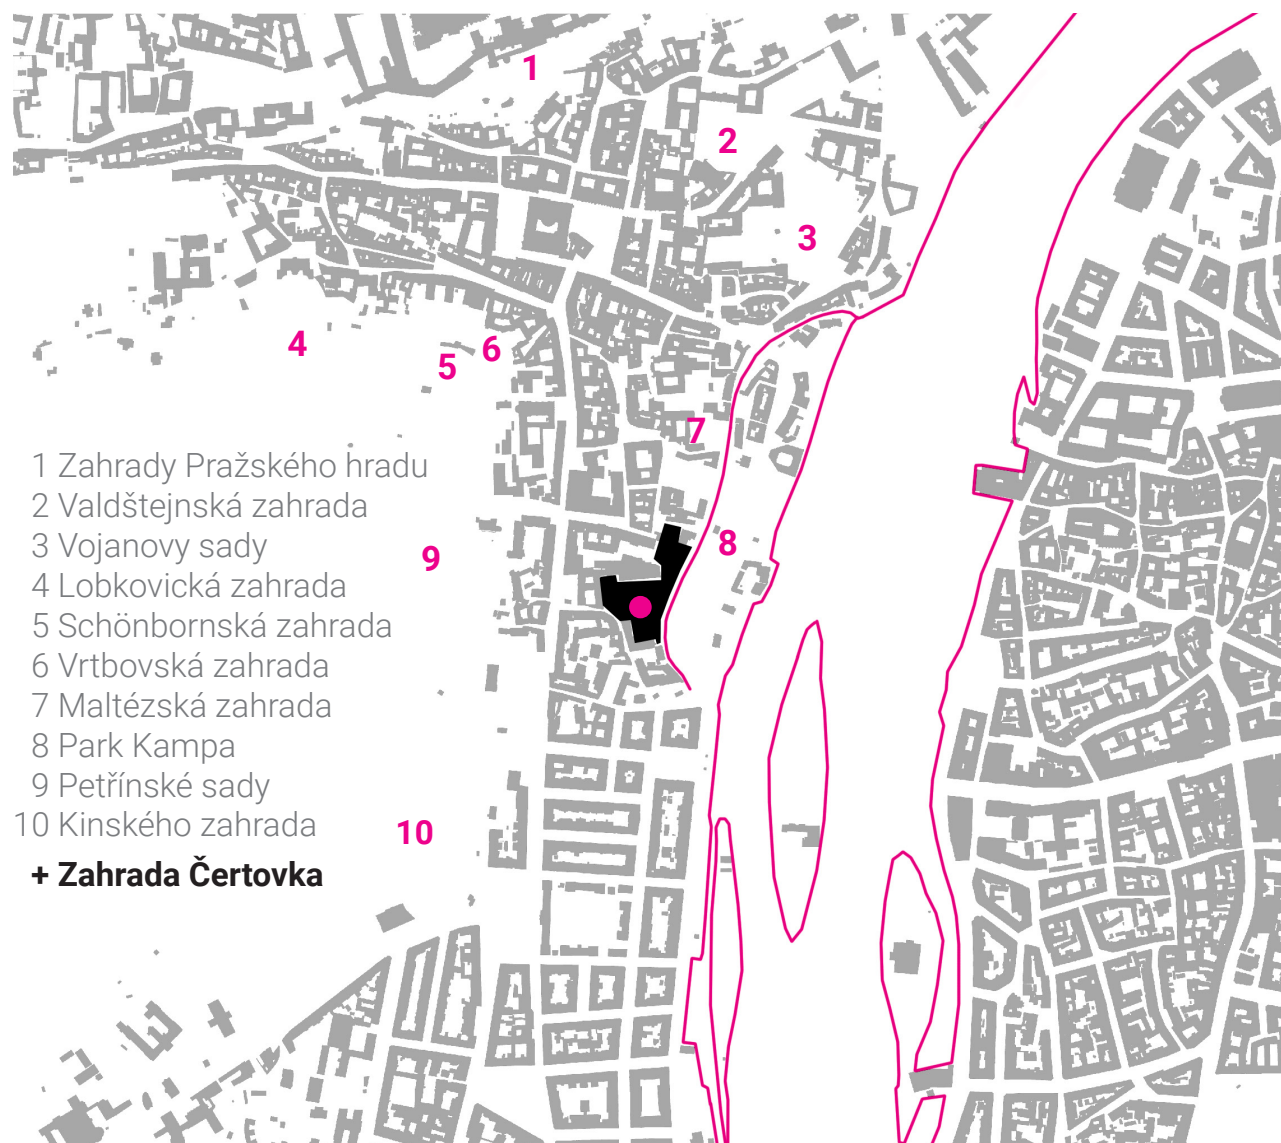 1
2
3
4
5
6
7
8
9
10
1 Zahrady Pražského hradu
2 Valdštejnská zahrada
3 Vojanovy sady
4 Lobkovická zahrada
5 Schönbornská zahrada
6 Vrtbovská zahrada
7 Maltézská zahrada
8 Park Kampa
9 Petřínské sady
10 Kinského zahrada
+ Zahrada Čertovka